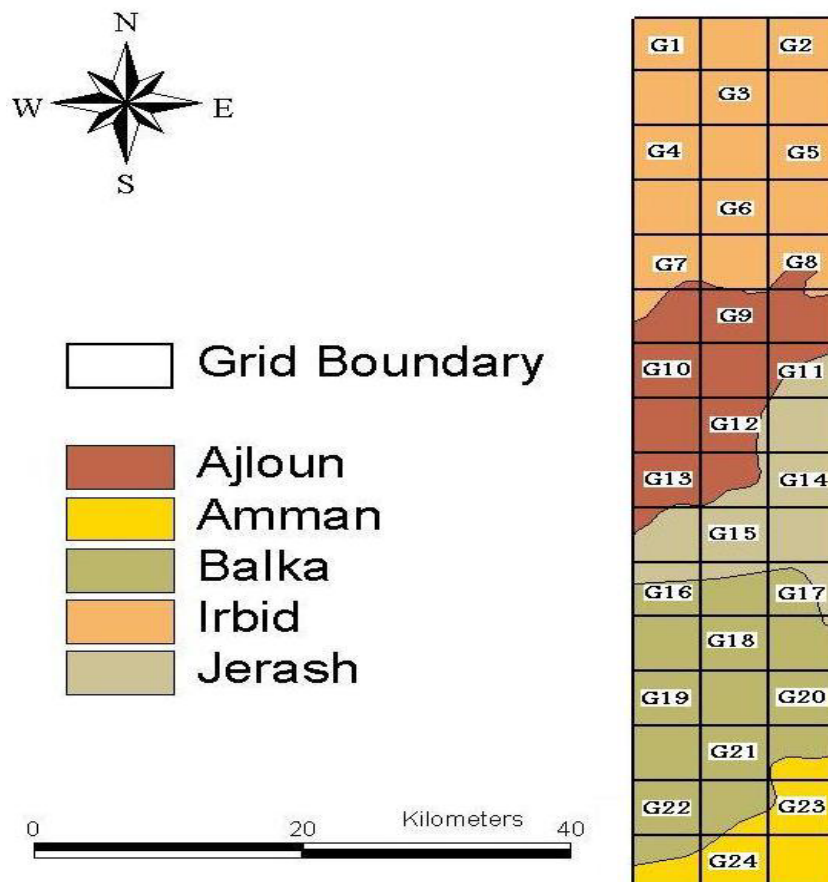 N
W E
S
Grid Boundary
Ajloun
Amman
Balka
Irbid
Jerash
0 20 Kilometers 40
G1 G2
G3
G4 G5
G6
G7 G8
G9
G10 G11
G12
G13 G14
G15
G16 G17
G18
G19 G20
G21
G22 G23
G24